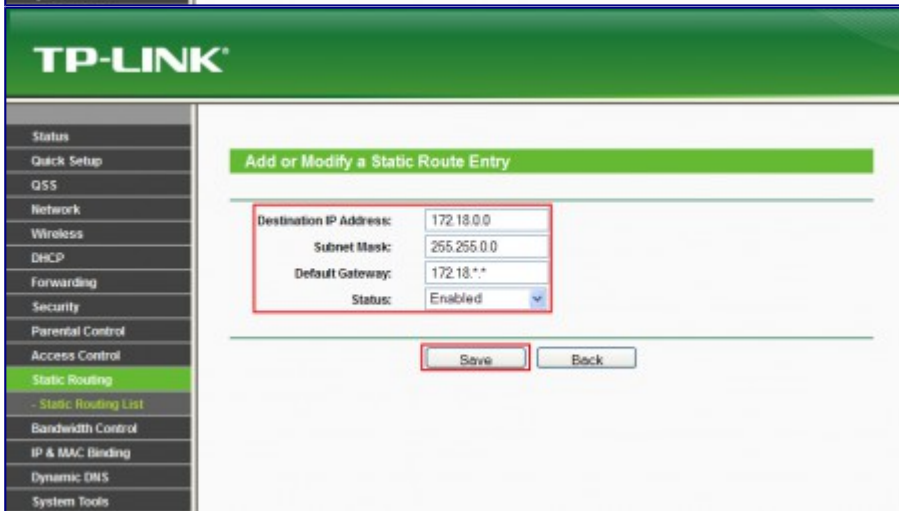 TP-LINK®
Status
Quick Setup
QSS
Network
Wireless
DHCP
Forwarding
Security
Parental Control
Access Control
Static Routing
- Static Routing List
Bandwidth Control
IP & MAC Binding
Dynamic DNS
System Tools
Add or Modify a Static Route Entry
Destination IP Address: 172.18.0.0
Subnet Mask: 255.255.0.0
Default Gateway: 172.18.*.*
Status: Enabled
Save Back